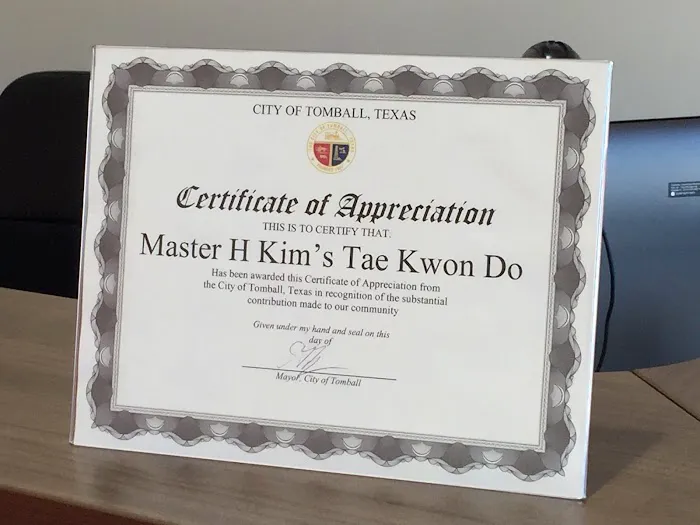 CITY OF TOMBALL, TEXAS
Certificate of Appreciation
THIS IS TO CERTIFY THAT:
Master H Kim's Tae Kwon Do
Has been awarded this Certificate of Appreciation from
the City of Tomball, Texas in recognition of the substantial
contribution made to our community
Given under my hand and seal on this
day of
Mayor, City of Tomball